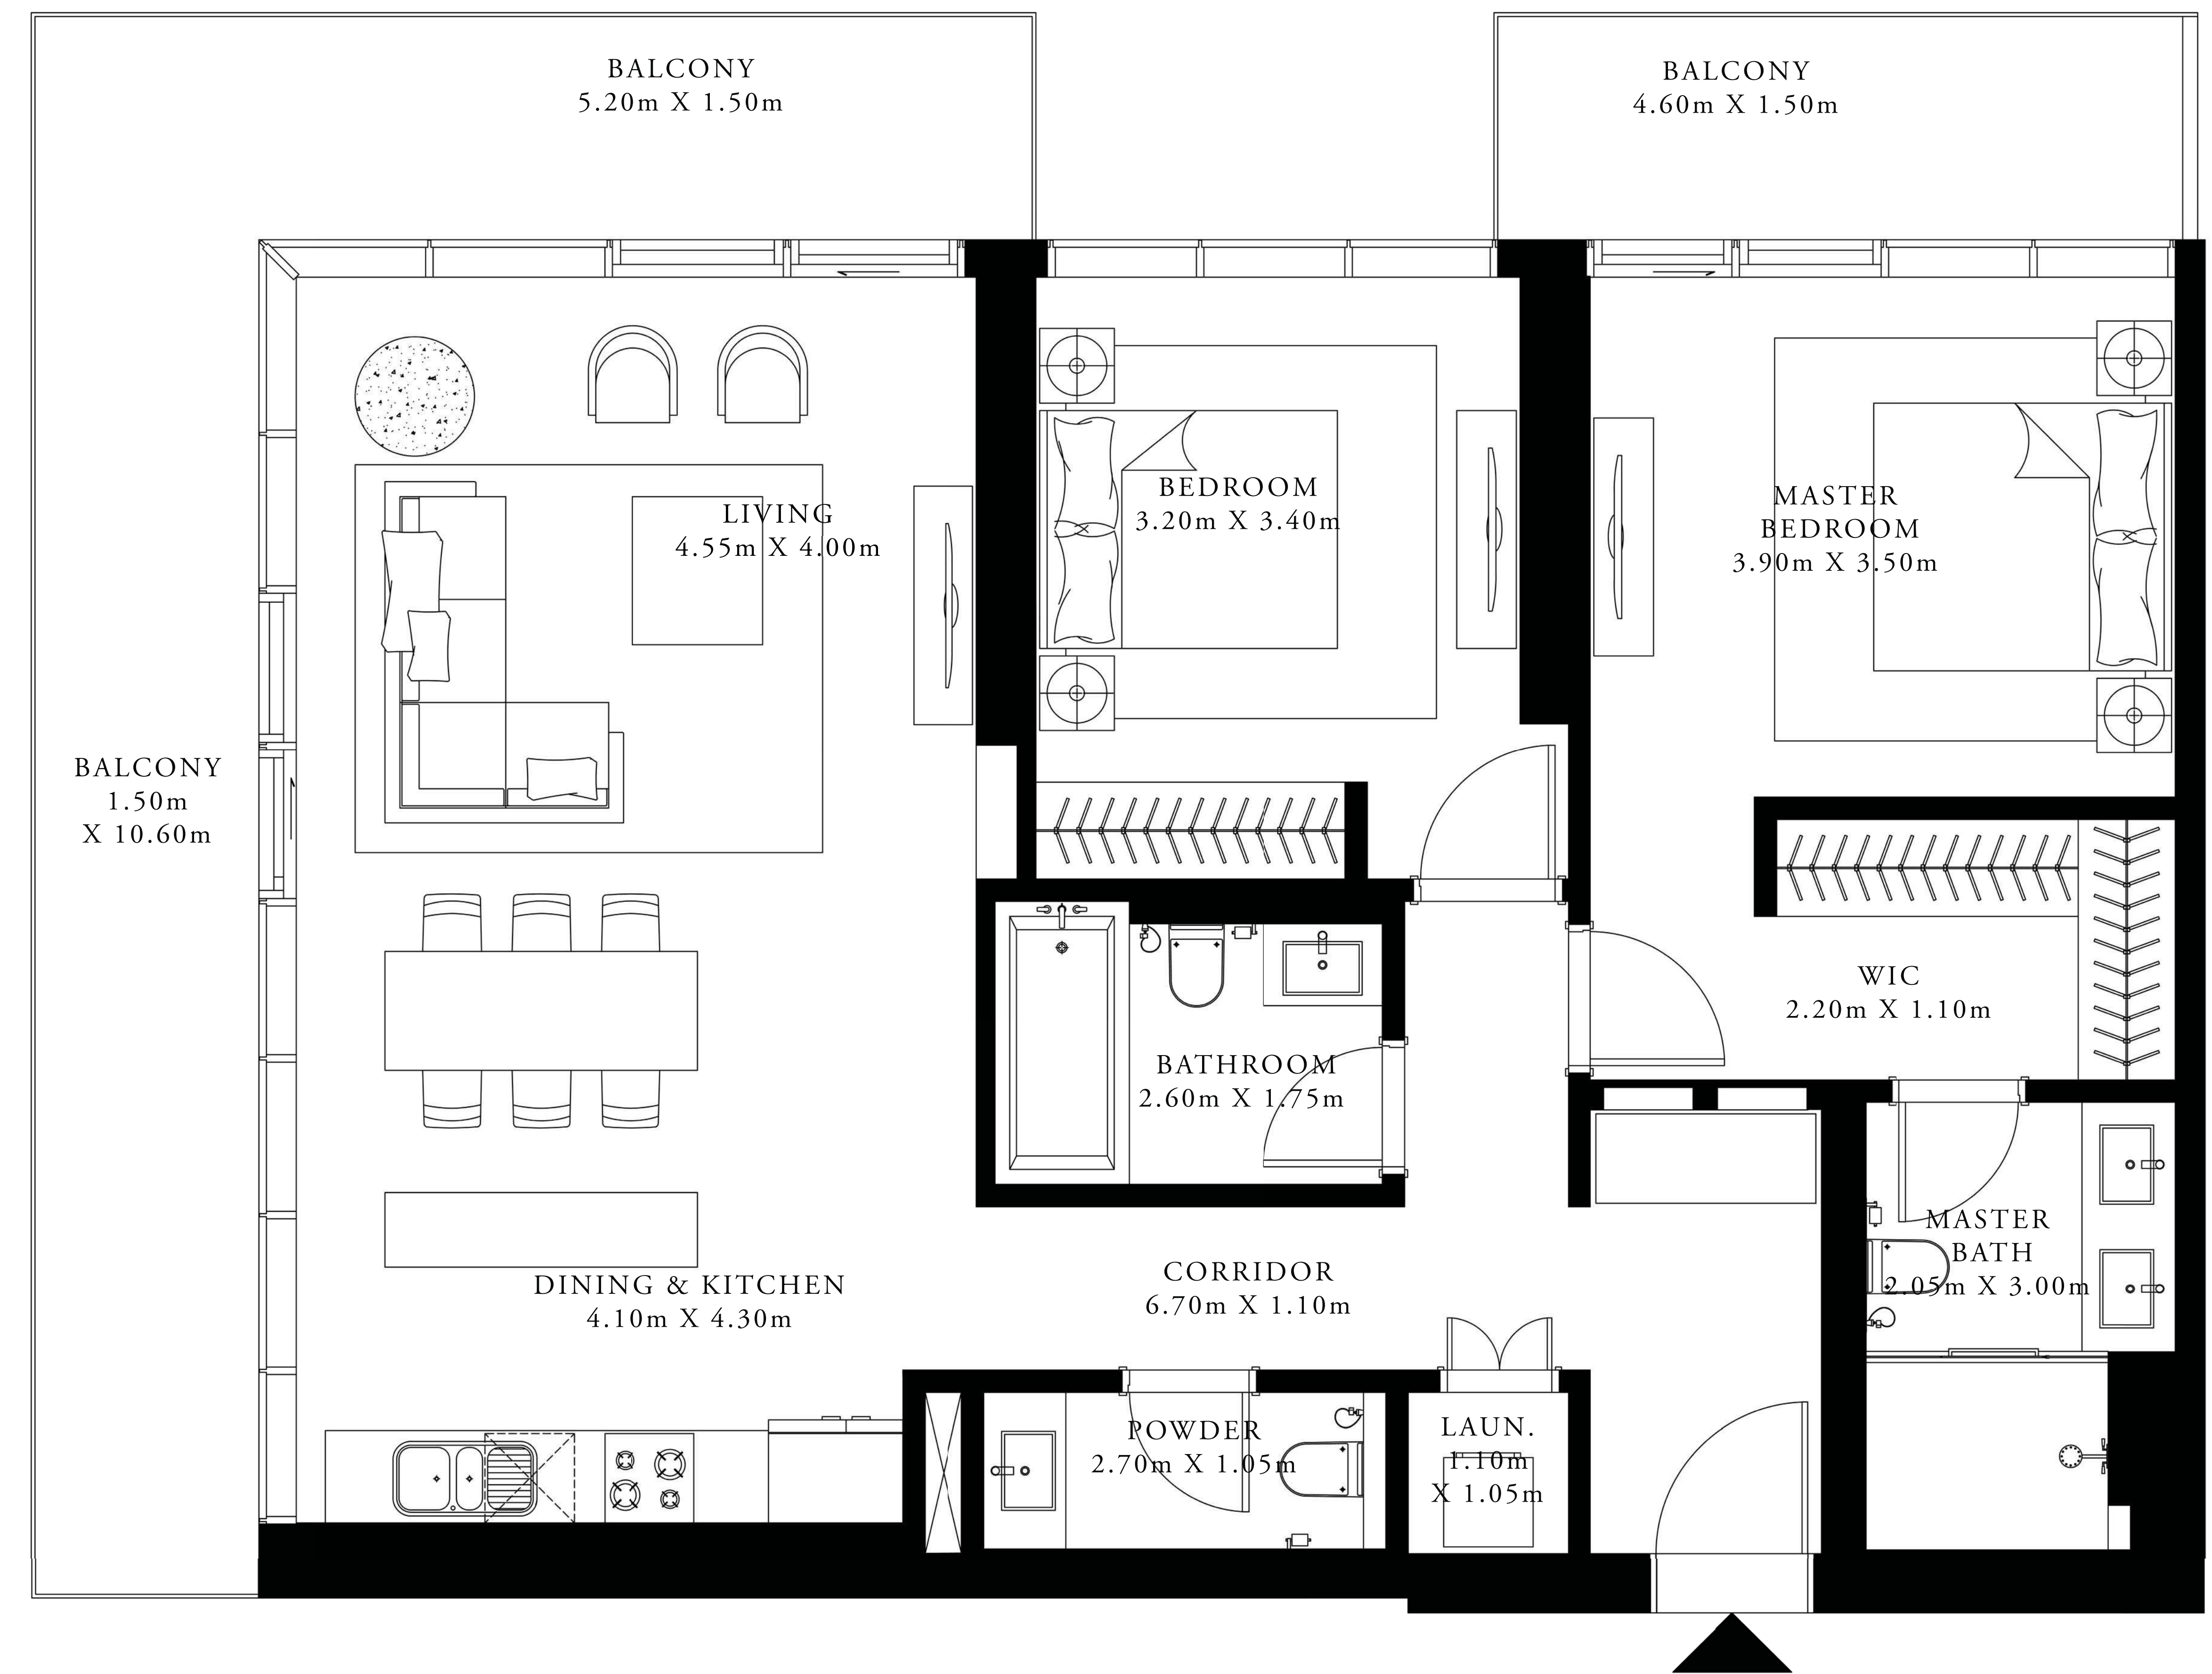 BALCONY
5.20m X 1.50m
BALCONY
4.60m X 1.50m
LIVING
4.55m X 4.00m
BEDROOM
3.20m X 3.40m
MASTER
BEDROOM
3.90m X 3.50m
BALCONY
1.50m
X 10.60m
WIC
2.20m X 1.10m
BATHROOM
2.60m X 1.75m
MASTER
BATH
2.05m X 3.00m
DINING & KITCHEN
4.10m X 4.30m
CORRIDOR
6.70m X 1.10m
POWDER
2.70m X 1.05m
LAUN.
1.10m
X 1.05m